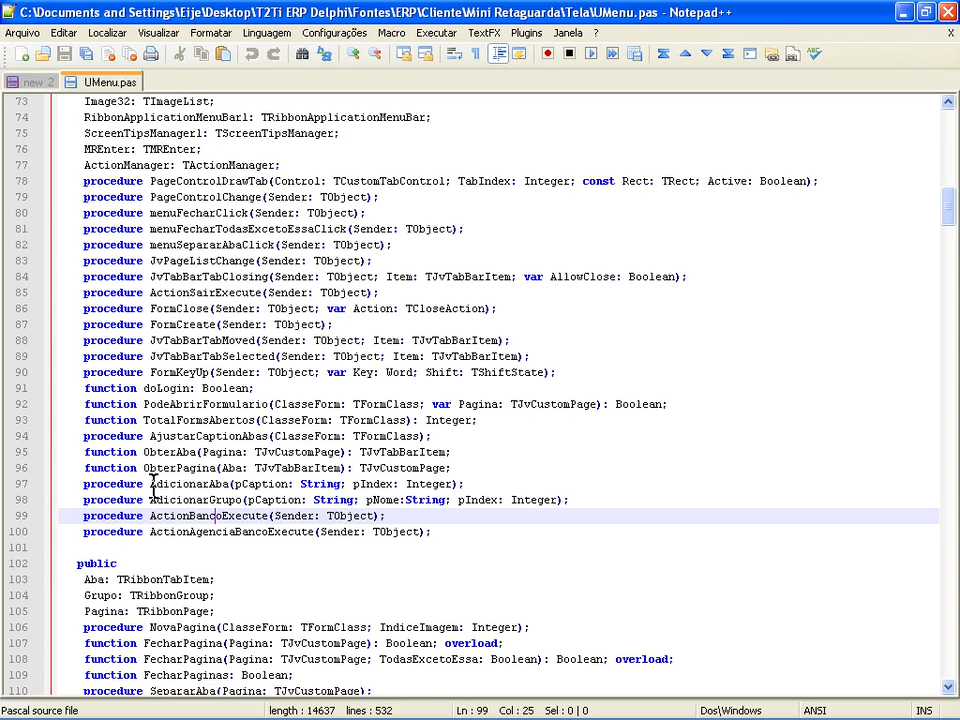 C:\Documents and Settings\Eije\Desktop\T2Ti ERP Delphi\Fontes\ERP\Cliente\Mini Retaguarda\Tela\UMenu.pas - Notepad++
Arquivo Editar Localizar Visualizar Formatar Linguagem Configurações Macro Executar TextFX Plugins Janela ? X
new 2 UMenu.pas
73 Image32: TImageList;
74 RibbonApplicationMenuBar1: TRibbonApplicationMenuBar;
75 ScreenTipsManager1: TScreenTipsManager;
76 MREnter: TMREnter;
77 ActionManager: TActionManager;
78 procedure PageControlDrawTab(Control: TCustomTabControl; TabIndex: Integer; const Rect: TRect; Active: Boolean);
79 procedure PageControlChange(Sender: TObject);
80 procedure menuFecharClick(Sender: TObject);
81 procedure menuFecharTodasExcetoEssaClick(Sender: TObject);
82 procedure menuSepararAbaClick(Sender: TObject);
83 procedure JvPageListChange(Sender: TObject);
84 procedure JvTabBarTabClosing(Sender: TObject; Item: TJvTabBarItem; var AllowClose: Boolean);
85 procedure ActionSairExecute(Sender: TObject);
86 procedure FormClose(Sender: TObject; var Action: TCloseAction);
87 procedure FormCreate(Sender: TObject);
88 procedure JvTabBarTabMoved(Sender: TObject; Item: TJvTabBarItem);
89 procedure JvTabBarTabSelected(Sender: TObject; Item: TJvTabBarItem);
90 procedure FormKeyUp(Sender: TObject; var Key: Word; Shift: TShiftState);
91 function doLogin: Boolean;
92 function PodeAbrirFormulario(ClasseForm: TFormClass; var Pagina: TJvCustomPage): Boolean;
93 function TotalFormsAbertos(ClasseForm: TFormClass): Integer;
94 procedure AjustarCaptionAbas(ClasseForm: TFormClass);
95 function ObterAba(Pagina: TJvCustomPage): TJvTabBarItem;
96 function ObterPagina(Aba: TJvTabBarItem): TJvCustomPage;
97 procedure AdicionarAba(pCaption: String; pIndex: Integer);
98 procedure AdicionarGrupo(pCaption: String; pNome:String; pIndex: Integer);
99 procedure ActionBancoExecute(Sender: TObject);
100 procedure ActionAgenciaBancoExecute(Sender: TObject);
101
102 public
103 Aba: TRibbonTabItem;
104 Grupo: TRibbonGroup;
105 Pagina: TRibbonPage;
106 procedure NovaPagina(ClasseForm: TFormClass; IndiceImagem: Integer);
107 function FecharPagina(Pagina: TJvCustomPage): Boolean; overload;
108 function FecharPagina(Pagina: TJvCustomPage; TodasExcetoEssa: Boolean): Boolean; overload;
109 function FecharPaginas: Boolean;
110 procedure SepararAba(Pagina: TJvCustomPage);
Pascal source file length : 14637 lines : 532 Ln : 99 Col : 25 Sel : 0 | 0 Dos\Windows ANSI INS